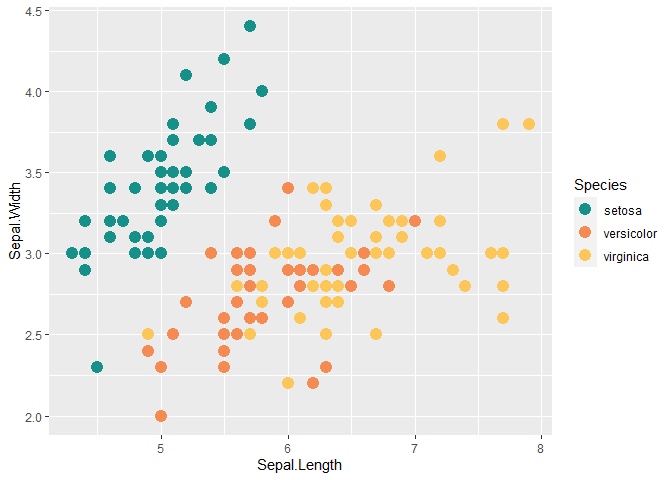 4.5
4.0
3.5
3.0
2.5
2.0
Sepal.Width
5 6 7 8
Sepal.Length
Species
setosa
versicolor
virginica